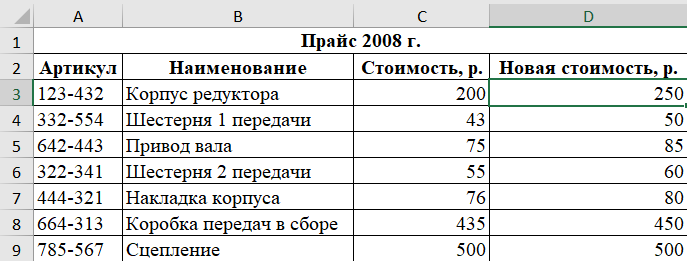 A B C D
1 Прайс 2008 г.
2 Артикул Наименование Стоимость, р. Новая стоимость, р.
3 123-432 Корпус редуктора 200 250
4 332-554 Шестерня 1 передачи 43 50
5 642-443 Привод вала 75 85
6 322-341 Шестерня 2 передачи 55 60
7 444-321 Накладка корпуса 76 80
8 664-313 Коробка передач в сборе 435 450
9 785-567 Сцепление 500 500